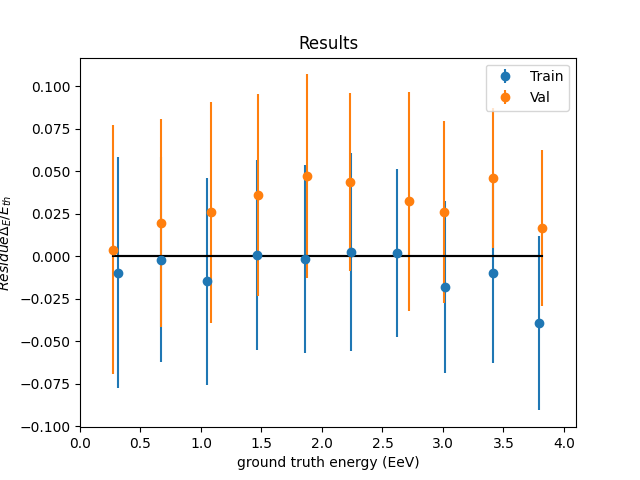 Results
Train
Val
0.100
0.075
0.050
0.025
0.000
−0.025
−0.050
−0.075
−0.100
ResidueΔ_E/E_th
0.0 0.5 1.0 1.5 2.0 2.5 3.0 3.5 4.0
ground truth energy (EeV)